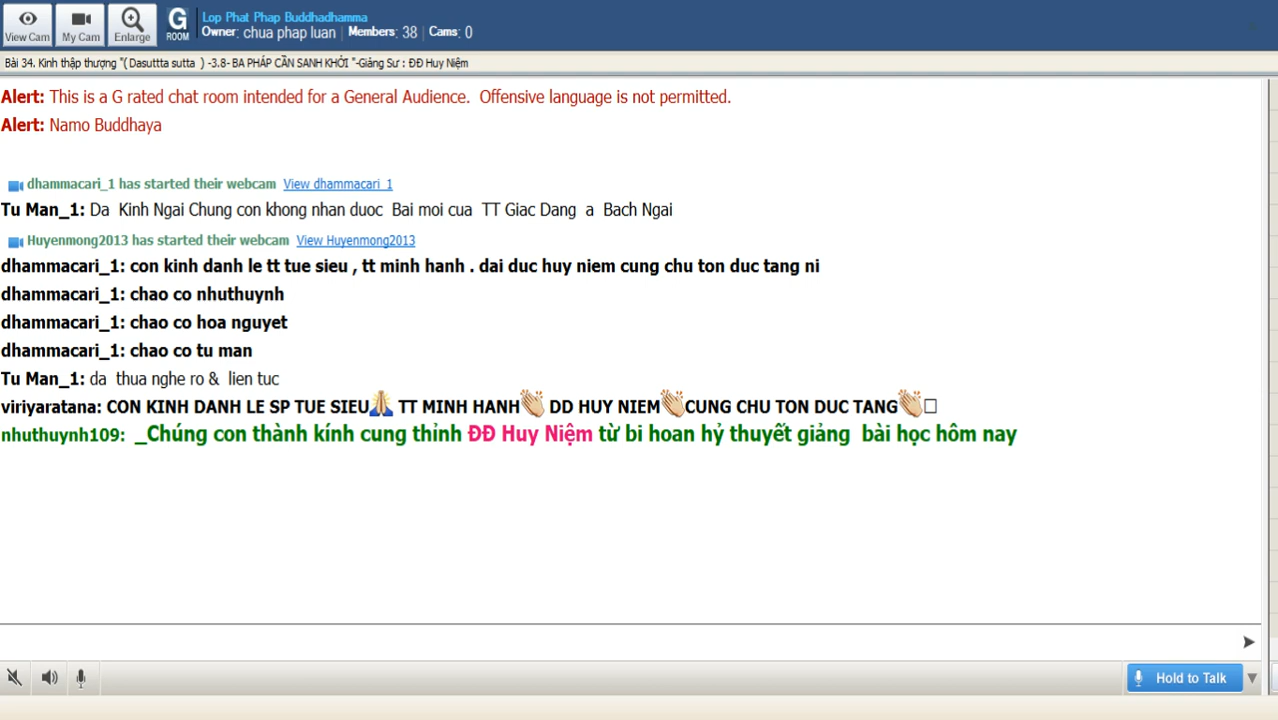 View Cam
My Cam
Enlarge
G
ROOM
Lop Phat Phap Buddhadhamma
Owner: chua phap luan | Members: 38 | Cams: 0
Bài 34. Kinh thập thượng "( Dasuttta sutta ) -3.8- BA PHÁP CẦN SANH KHỞI "-Giảng Sư : ĐĐ Huy Niệm
Alert: This is a G rated chat room intended for a General Audience. Offensive language is not permitted.
Alert: Namo Buddhaya
dhammacari_1 has started their webcam View dhammacari_1
Tu Man_1: Da Kinh Ngai Chung con khong nhan duoc Bai moi cua TT Giac Dang a Bach Ngai
Huyenmong2013 has started their webcam View Huyenmong2013
dhammacari_1: con kinh danh le tt tue sieu , tt minh hanh . dai duc huy niem cung chu ton duc tang ni
dhammacari_1: chao co nhuthuynh
dhammacari_1: chao co hoa nguyet
dhammacari_1: chao co tu man
Tu Man_1: da thua nghe ro & lien tuc
viriyaratana: CON KINH DANH LE SP TUE SIEU🙏 TT MINH HANH👏 DD HUY NIEM👏CUNG CHU TON DUC TANG👏□
nhuthuynh109: _Chúng con thành kính cung thỉnh ĐĐ Huy Niệm từ bi hoan hỷ thuyết giảng bài học hôm nay
Hold to Talk